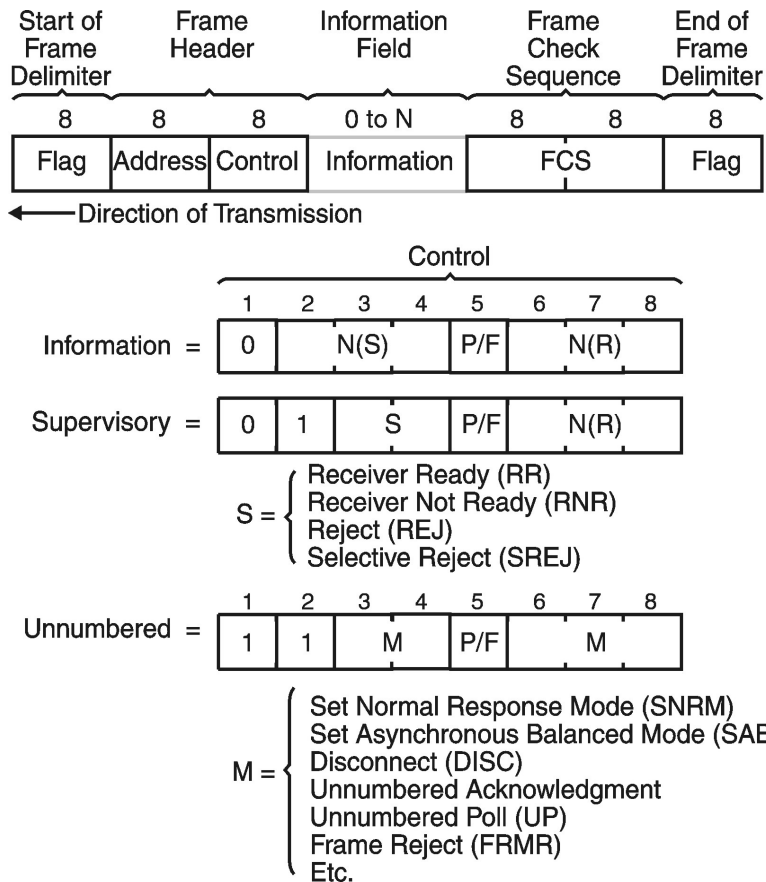 Start of Frame Delimiter
Frame Header
Information Field
Frame Check Sequence
End of Frame Delimiter
8 8 8 0 to N 8 8 8
Flag Address Control Information FCS Flag
Direction of Transmission
Control
1 2 3 4 5 6 7 8
Information = 0 N(S) P/F N(R)
Supervisory = 0 1 S P/F N(R)
S =
Receiver Ready (RR)
Receiver Not Ready (RNR)
Reject (REJ)
Selective Reject (SREJ)
1 2 3 4 5 6 7 8
Unnumbered = 1 1 M P/F M
M =
Set Normal Response Mode (SNRM)
Set Asynchronous Balanced Mode (SAB
Disconnect (DISC)
Unnumbered Acknowledgment
Unnumbered Poll (UP)
Frame Reject (FRMR)
Etc.